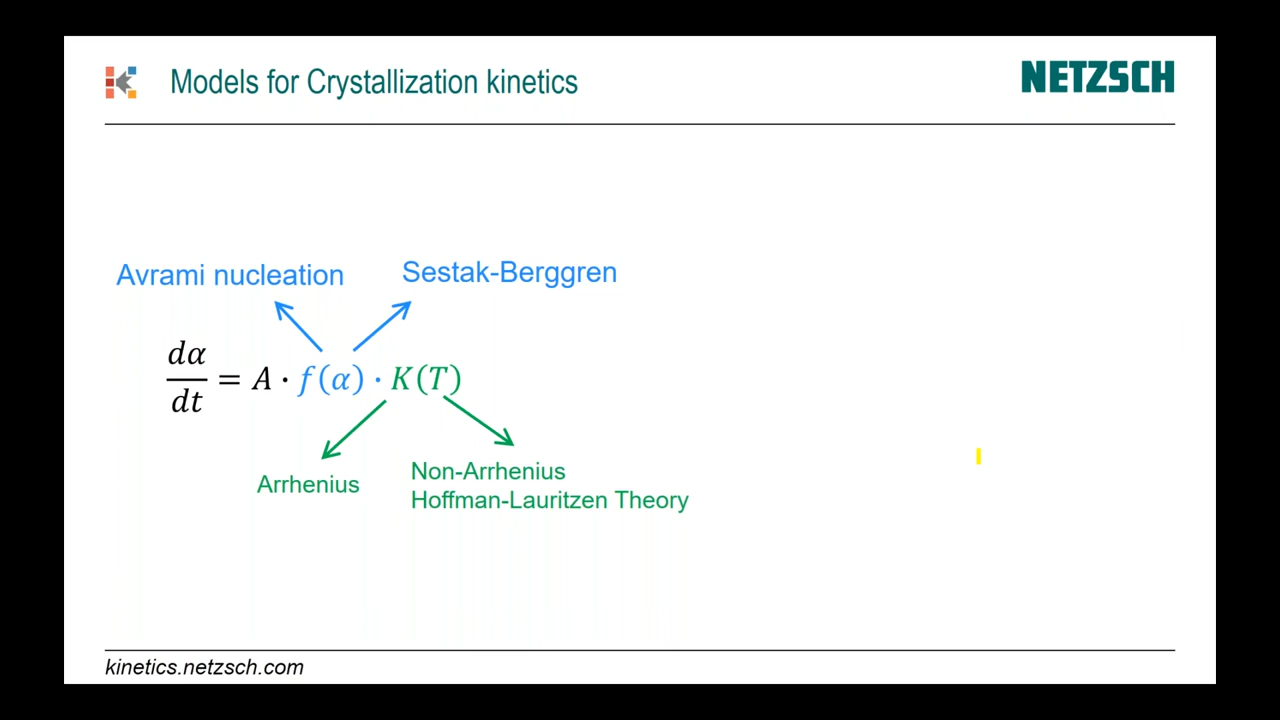 Models for Crystallization kinetics
NETZSCH
Avrami nucleation
Sestak-Berggren
dα/dt = A · f(α) · K(T)
Arrhenius
Non-Arrhenius
Hoffman-Lauritzen Theory
kinetics.netzsch.com